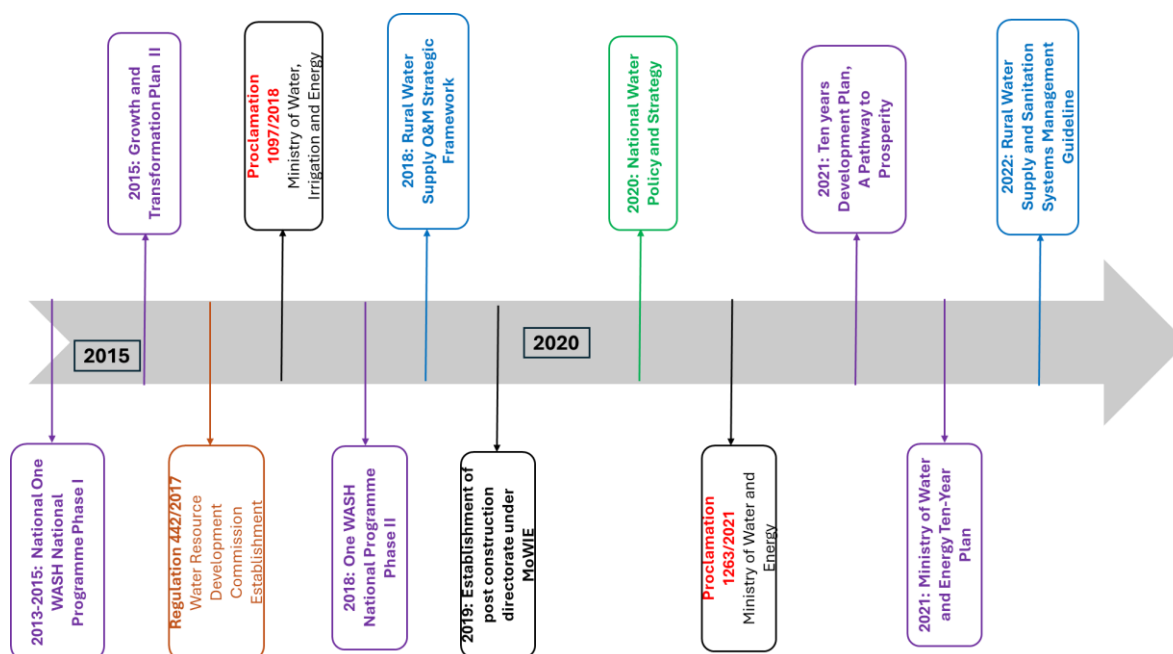 2015: Growth and
Transformation Plan II
Proclamation
1097/2018
Ministry of Water,
Irrigation and Energy
2018: Rural Water
Supply O&M Strategic
Framework
2020: National Water
Policy and Strategy
2021: Ten years
Development Plan,
A Pathway to
Prosperity
2022: Rural Water
Supply and Sanitation
Systems Management
Guideline
2015
2020
2013-2015: National One
WASH National
Programme Phase I
Regulation 442/2017
Water Resource
Development
Commission
Establishment
2018: One WASH
National Programme
Phase II
2019: Establishment of
post construction
directorate under
MoWIE
Proclamation
1263/2021
Ministry of Water and
Energy
2021: Ministry of Water
and Energy Ten-Year
Plan